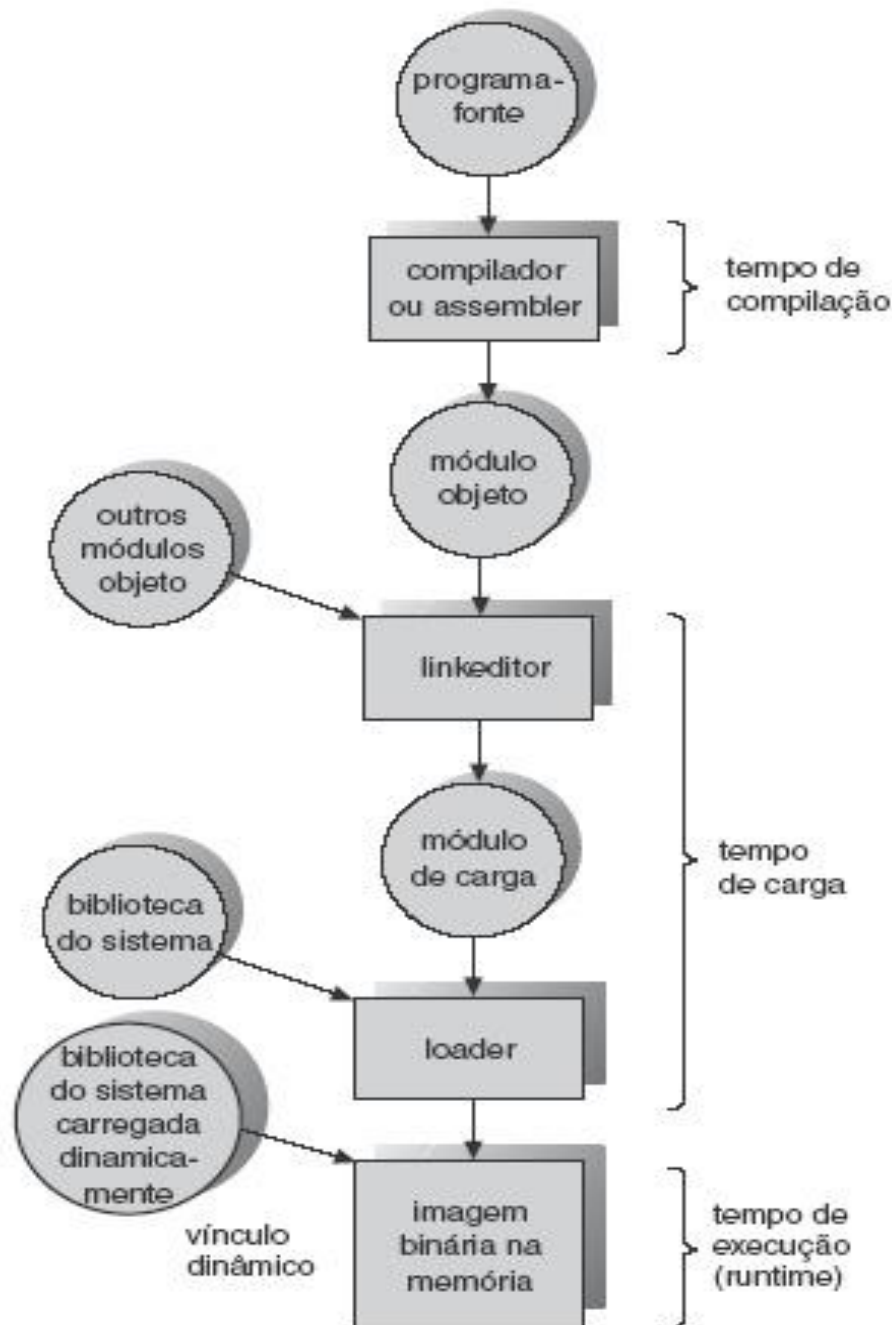 programa-
fonte
compilador
ou assembler
tempo de
compilação
módulo
objeto
outros
módulos
objeto
linkeditor
módulo
de carga
tempo
de carga
biblioteca
do sistema
loader
biblioteca
do sistema
carregada
dinamica-
mente
vínculo
dinâmico
imagem
binária na
memória
tempo de
execução
(runtime)